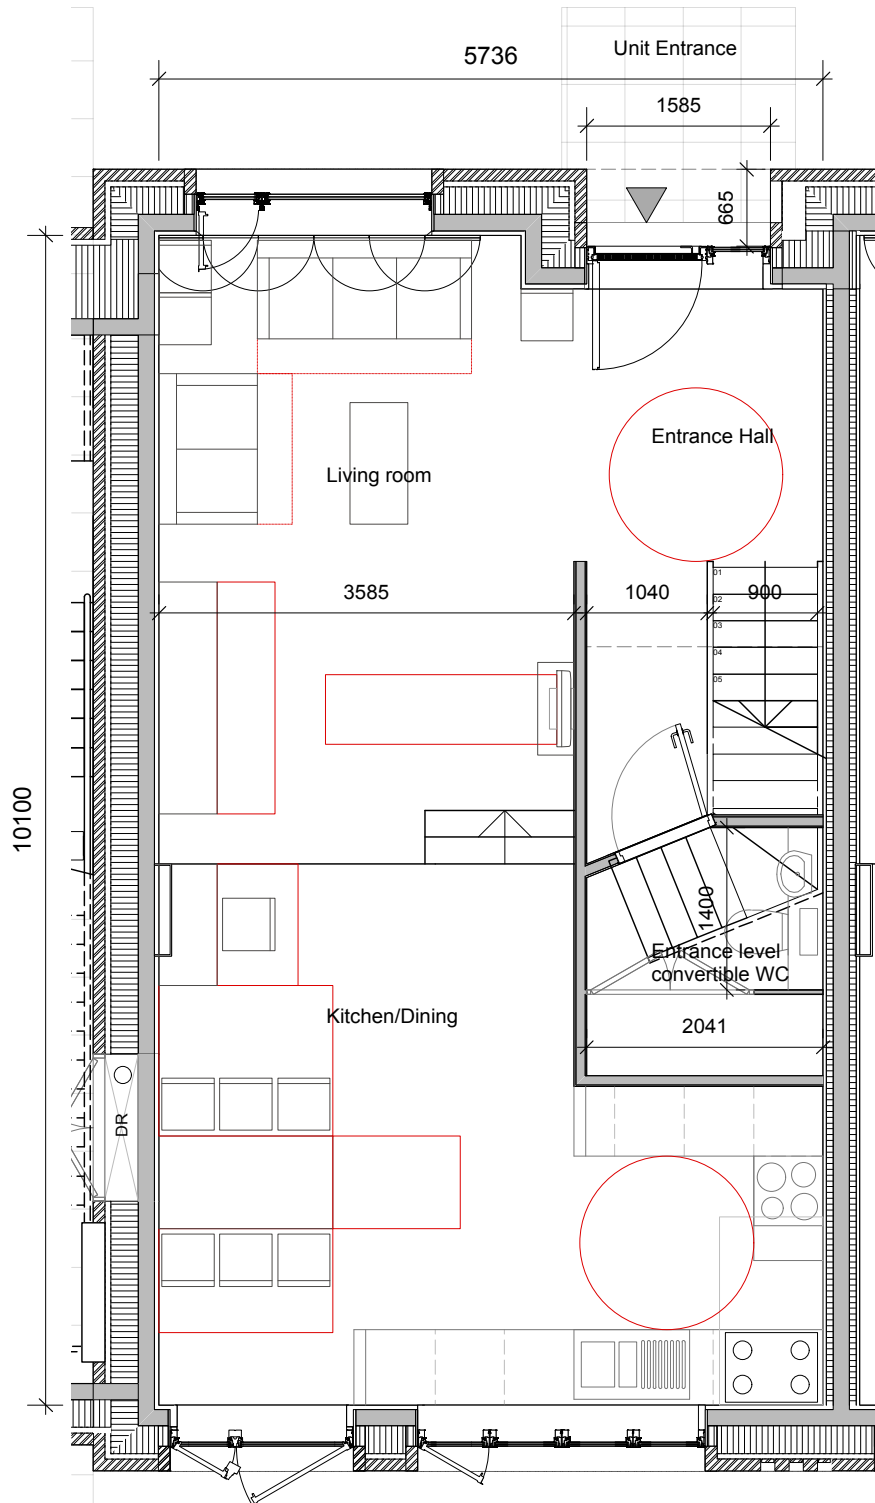 Unit Entrance
5736
1585
665
Entrance Hall
Living room
01
02
03
04
05
3585
1040
900
10100
1400
Entrance level
convertible WC
Kitchen/Dining
2041
DR